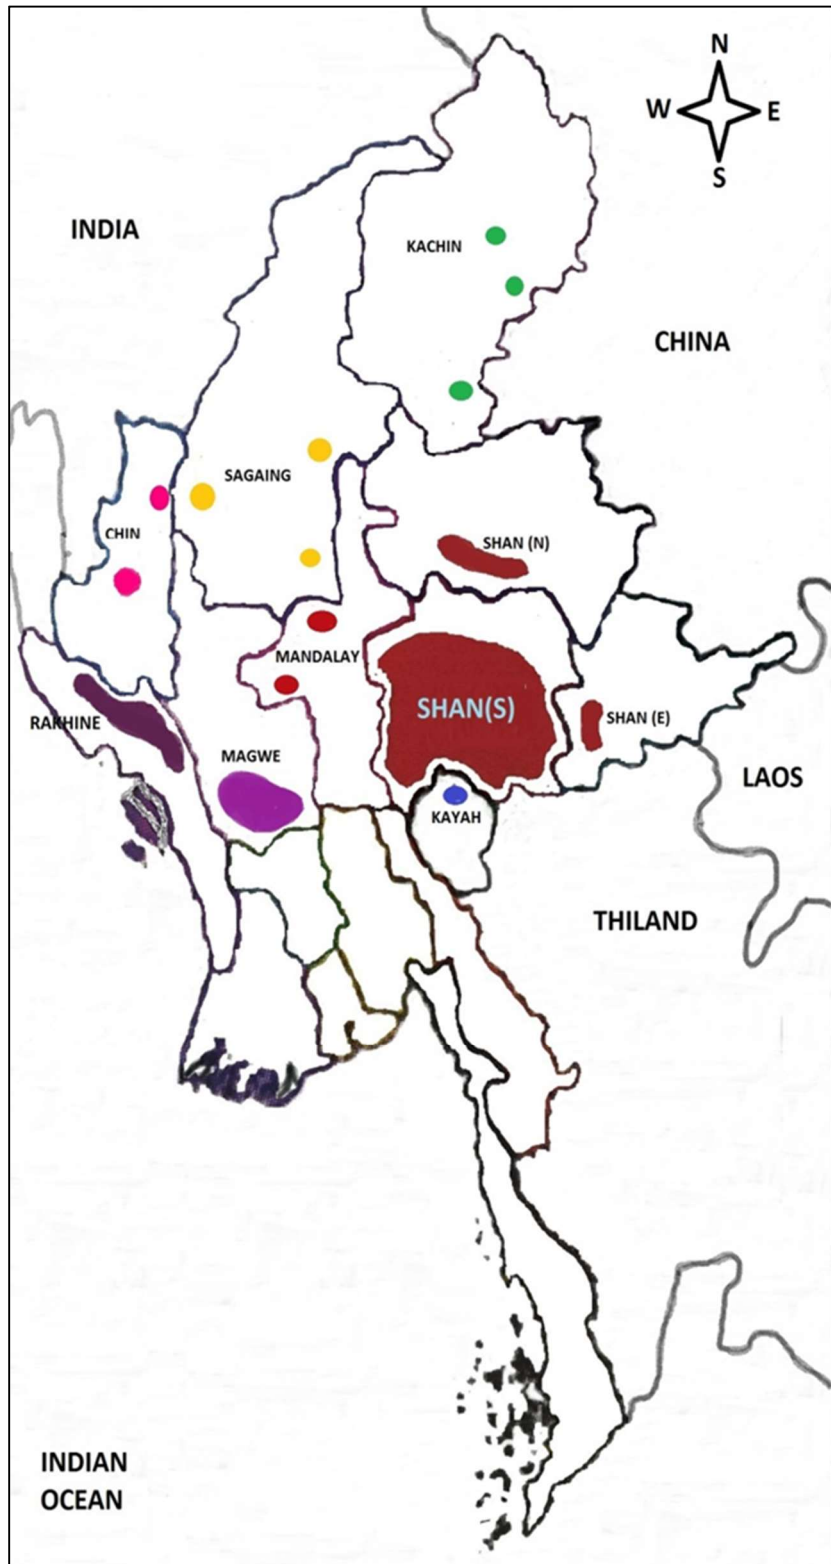 N
W E
S
INDIA
KACHIN
CHINA
SAGAING
CHIN
SHAN (N)
MANDALAY
SHAN(S)
SHAN (E)
RAKHINE
MAGWE
LAOS
KAYAH
THILAND
INDIAN
OCEAN